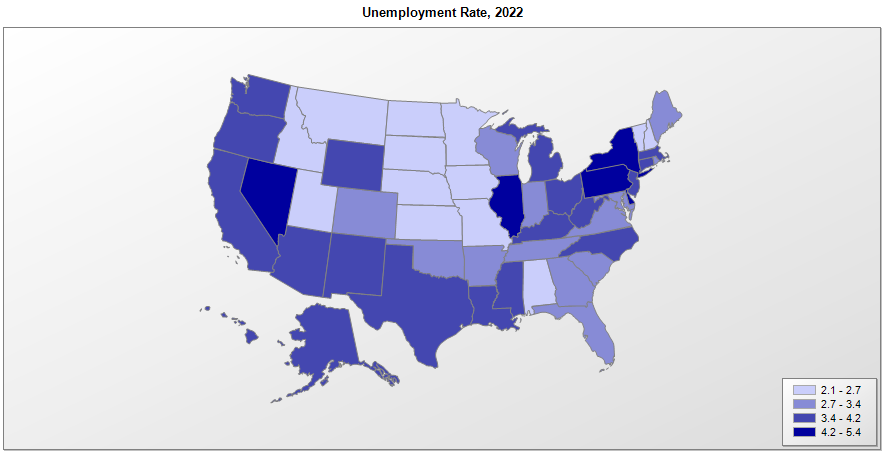 Unemployment Rate, 2022
2.1 - 2.7
2.7 - 3.4
3.4 - 4.2
4.2 - 5.4